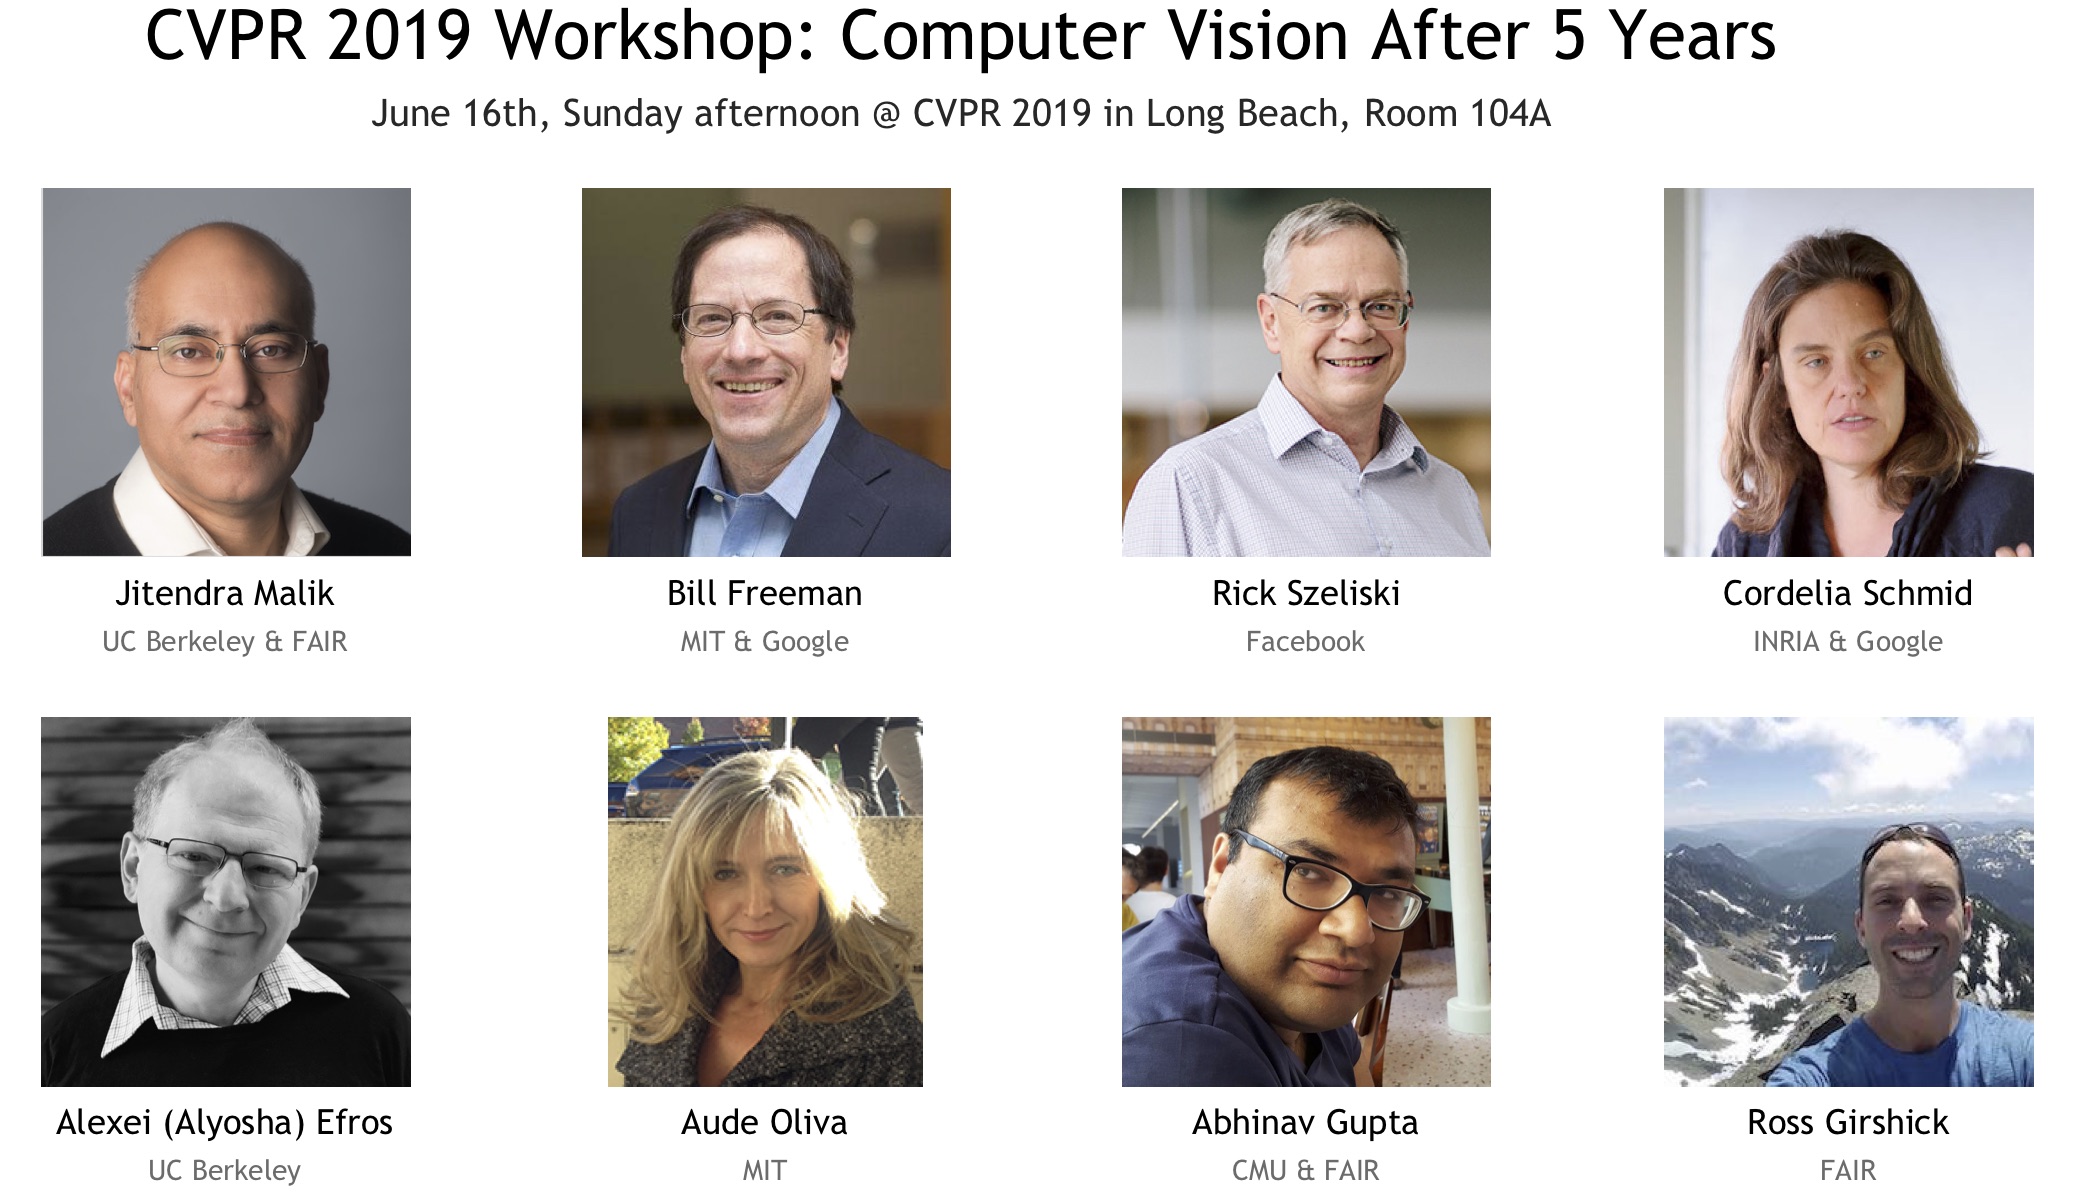 CVPR 2019 Workshop: Computer Vision After 5 Years
June 16th, Sunday afternoon @ CVPR 2019 in Long Beach, Room 104A
Jitendra Malik
UC Berkeley & FAIR
Bill Freeman
MIT & Google
Rick Szeliski
Facebook
Cordelia Schmid
INRIA & Google
Alexei (Alyosha) Efros
UC Berkeley
Aude Oliva
MIT
Abhinav Gupta
CMU & FAIR
Ross Girshick
FAIR